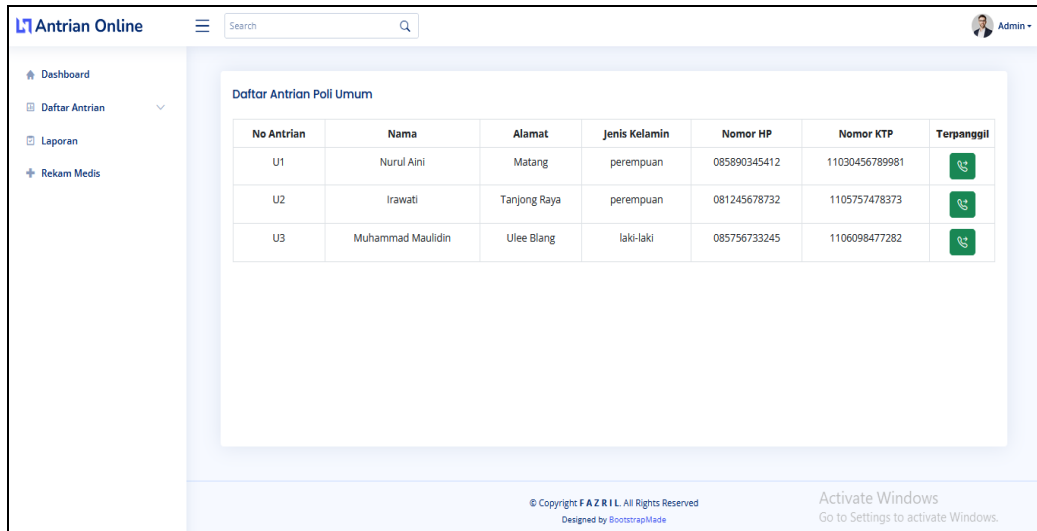 Antrian Online
Search
Admin
Dashboard
Daftar Antrian
Laporan
Rekam Medis
Daftar Antrian Poli Umum
No Antrian Nama Alamat Jenis Kelamin Nomor HP Nomor KTP Terpanggil
U1 Nurul Aini Matang perempuan 085890345412 11030456789981
U2 Irawati Tanjong Raya perempuan 081245678732 1105757478373
U3 Muhammad Maulidin Ulee Blang laki-laki 085756733245 1106098477282
© Copyright F A Z R I L. All Rights Reserved
Designed by BootstrapMade
Activate Windows
Go to Settings to activate Windows.